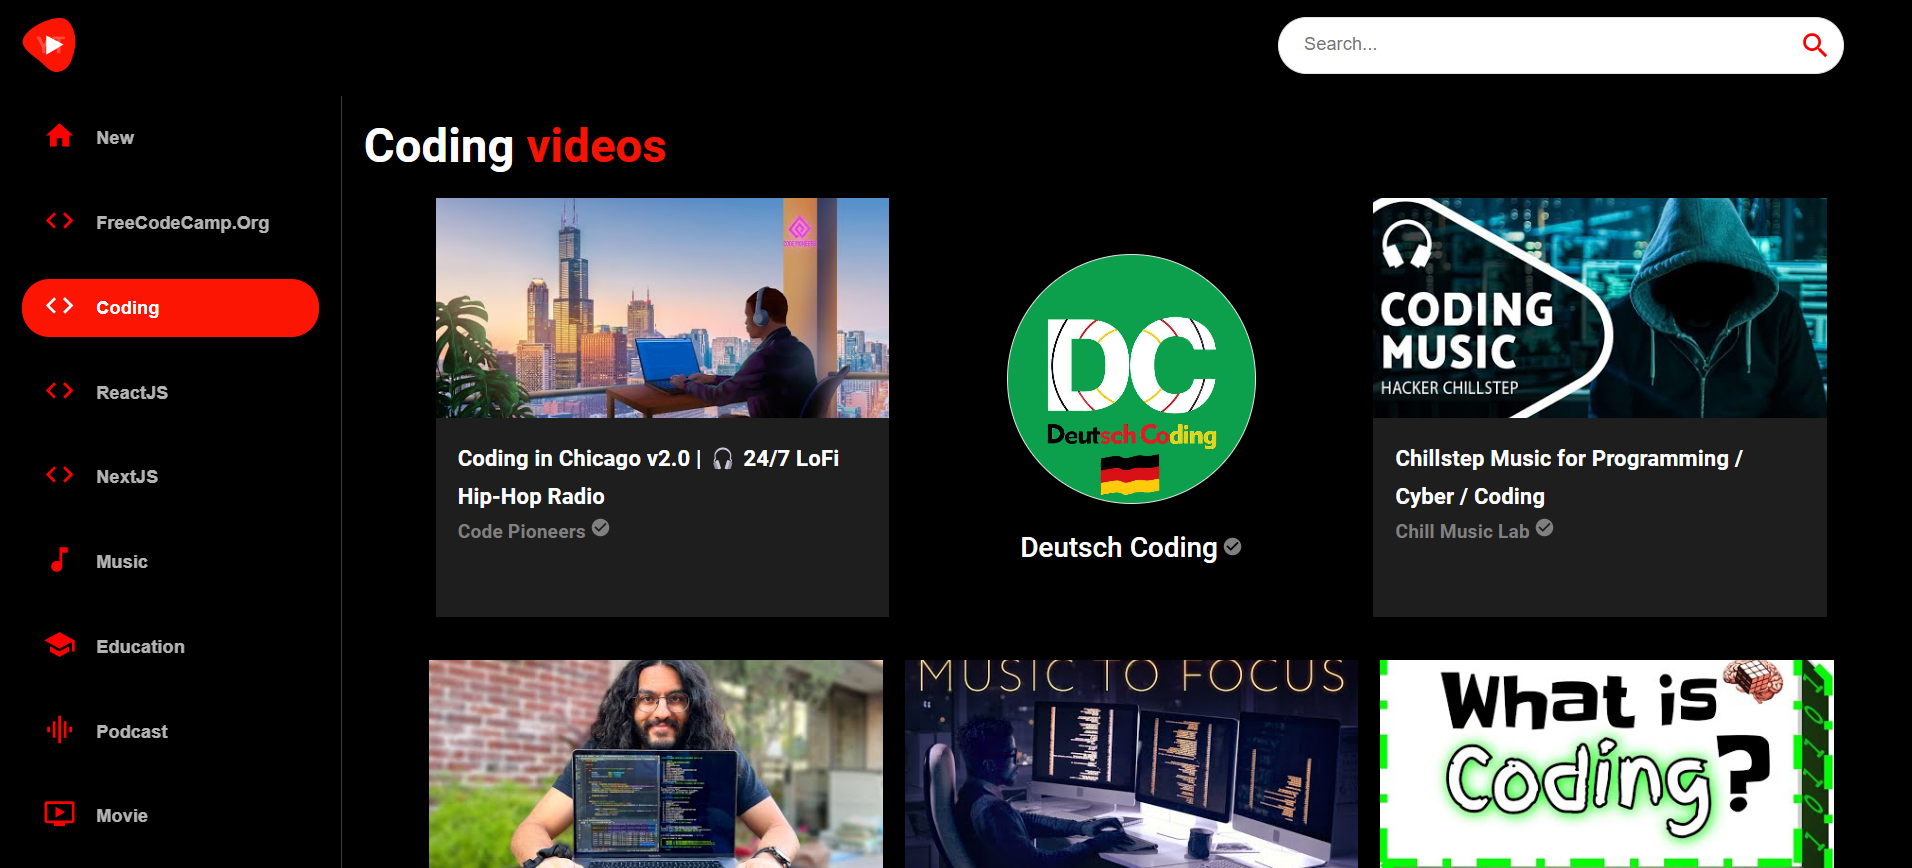 Search...
New
FreeCodeCamp.Org
Coding
ReactJS
NextJS
Music
Education
Podcast
Movie
Coding videos
CODE PIONEERS
Coding in Chicago v2.0 | 🎧 24/7 LoFi
Hip-Hop Radio
Code Pioneers
DC
Deutsch Coding
Deutsch Coding
CODING
MUSIC
HACKER CHILLSTEP
Chillstep Music for Programming /
Cyber / Coding
Chill Music Lab
MUSIC TO FOCUS
What is
Coding?